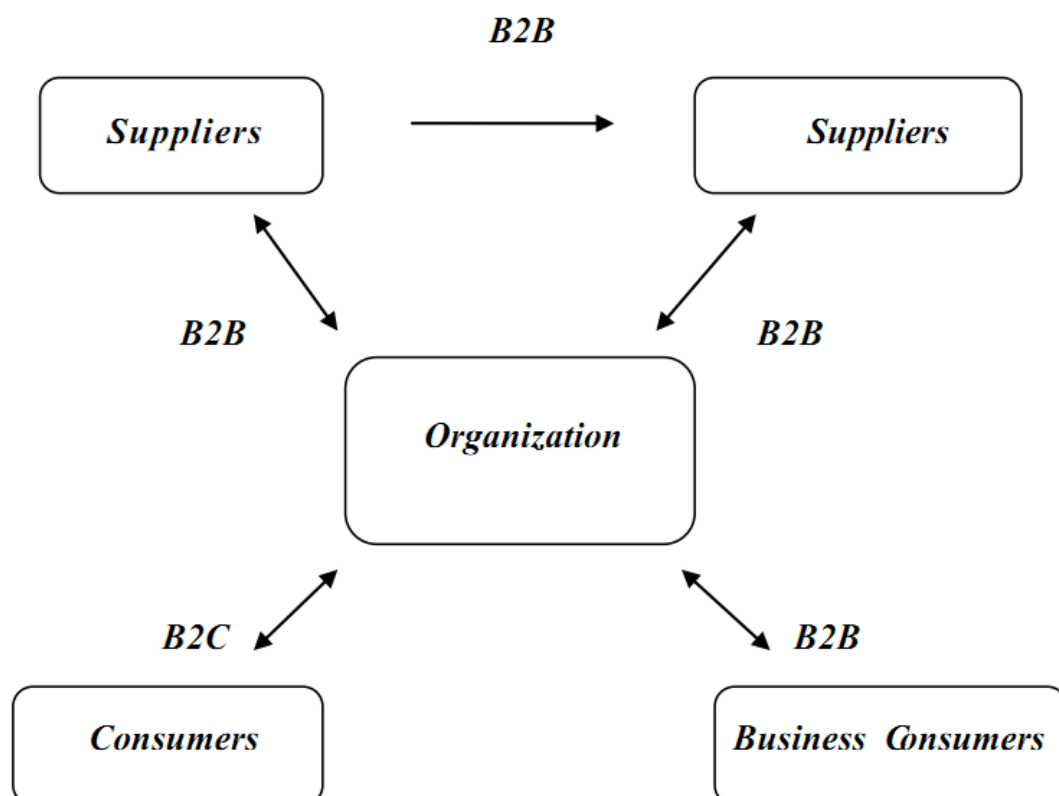 B2B
Suppliers
Suppliers
B2B
B2B
Organization
B2C
B2B
Consumers
Business Consumers